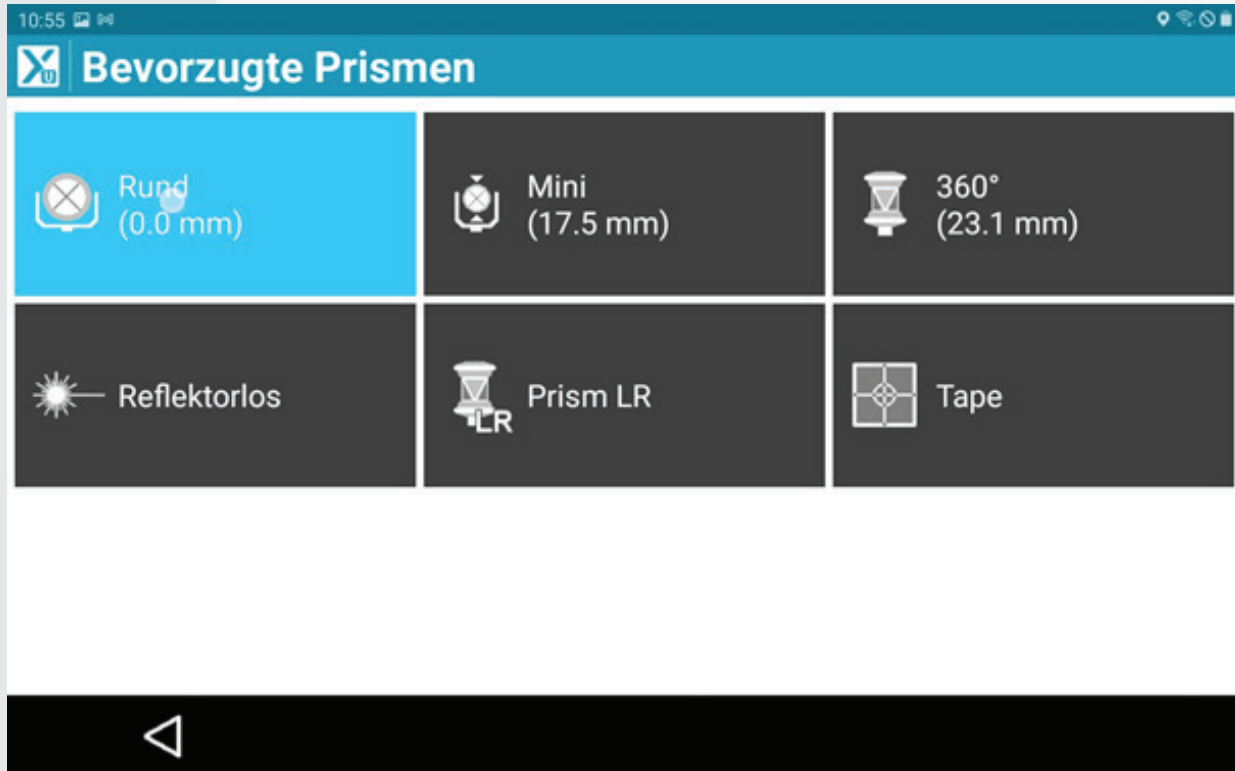 10:55
U
Bevorzugte Prismen
Rund
(0.0 mm)
Mini
(17.5 mm)
360°
(23.1 mm)
Reflektorlos
LR
Prism LR
Tape